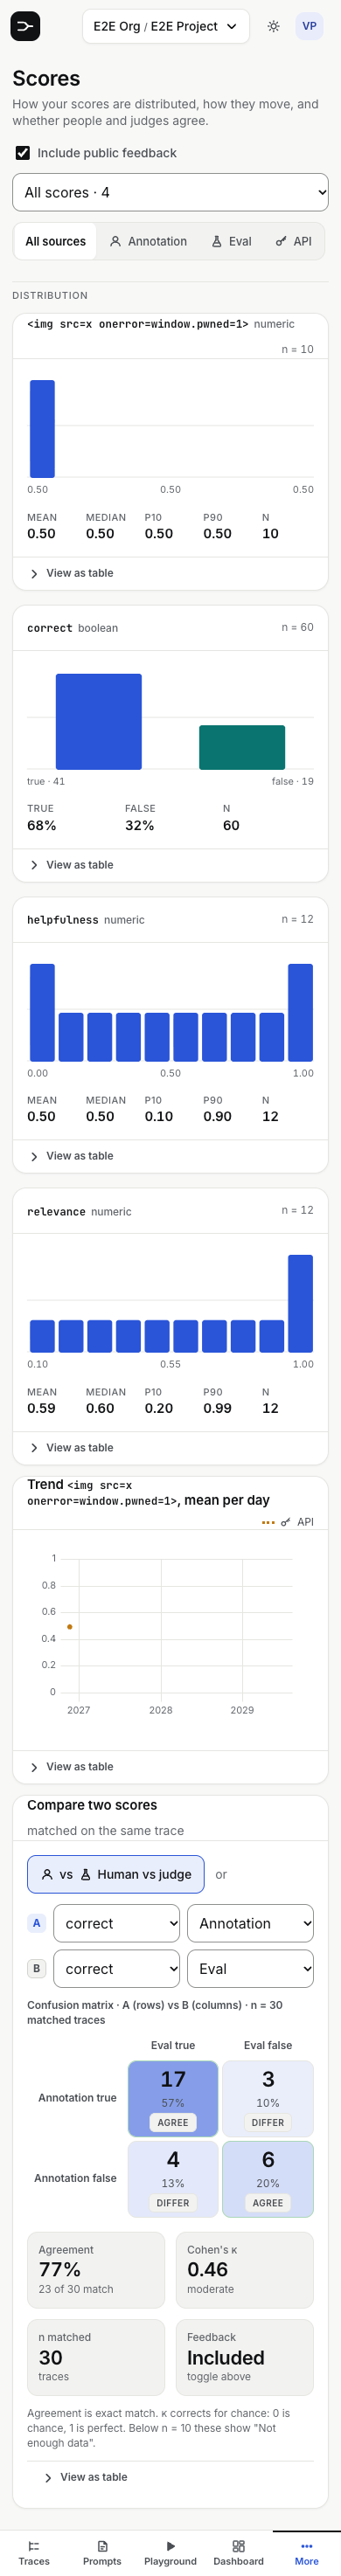 E2E Org / E2E Project
VP
Scores
How your scores are distributed, how they move, and
whether people and judges agree.
Include public feedback
All scores · 4
All sources Annotation Eval API
DISTRIBUTION
<img src=x onerror=window.pwned=1> numeric
n = 10
0.50 0.50 0.50
MEAN MEDIAN P10 P90 N
0.50 0.50 0.50 0.50 10
View as table
correct boolean n = 60
true · 41 false · 19
TRUE FALSE N
68% 32% 60
View as table
helpfulness numeric n = 12
0.00 0.50 1.00
MEAN MEDIAN P10 P90 N
0.50 0.50 0.10 0.90 12
View as table
relevance numeric n = 12
0.10 0.55 1.00
MEAN MEDIAN P10 P90 N
0.59 0.60 0.20 0.99 12
View as table
Trend <img src=x
onerror=window.pwned=1>, mean per day
API
1
0.8
0.6
0.4
0.2
0
2027 2028 2029
View as table
Compare two scores
matched on the same trace
vs Human vs judge or
A correct Annotation
B correct Eval
Confusion matrix · A (rows) vs B (columns) · n = 30
matched traces
Eval true Eval false
Annotation true 17 3
57% 10%
AGREE DIFFER
Annotation false 4 6
13% 20%
DIFFER AGREE
Agreement Cohen's κ
77% 0.46
23 of 30 match moderate
n matched Feedback
30 Included
traces toggle above
Agreement is exact match. κ corrects for chance: 0 is
chance, 1 is perfect. Below n = 10 these show "Not
enough data".
View as table
Traces Prompts Playground Dashboard More